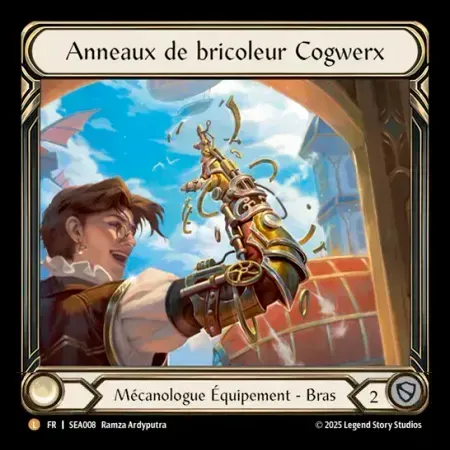 Anneaux de bricoleur Cogwerx
Mécanologue Équipement - Bras
2
L FR | SEA008 Ramza Ardyputra
© 2025 Legend Story Studios